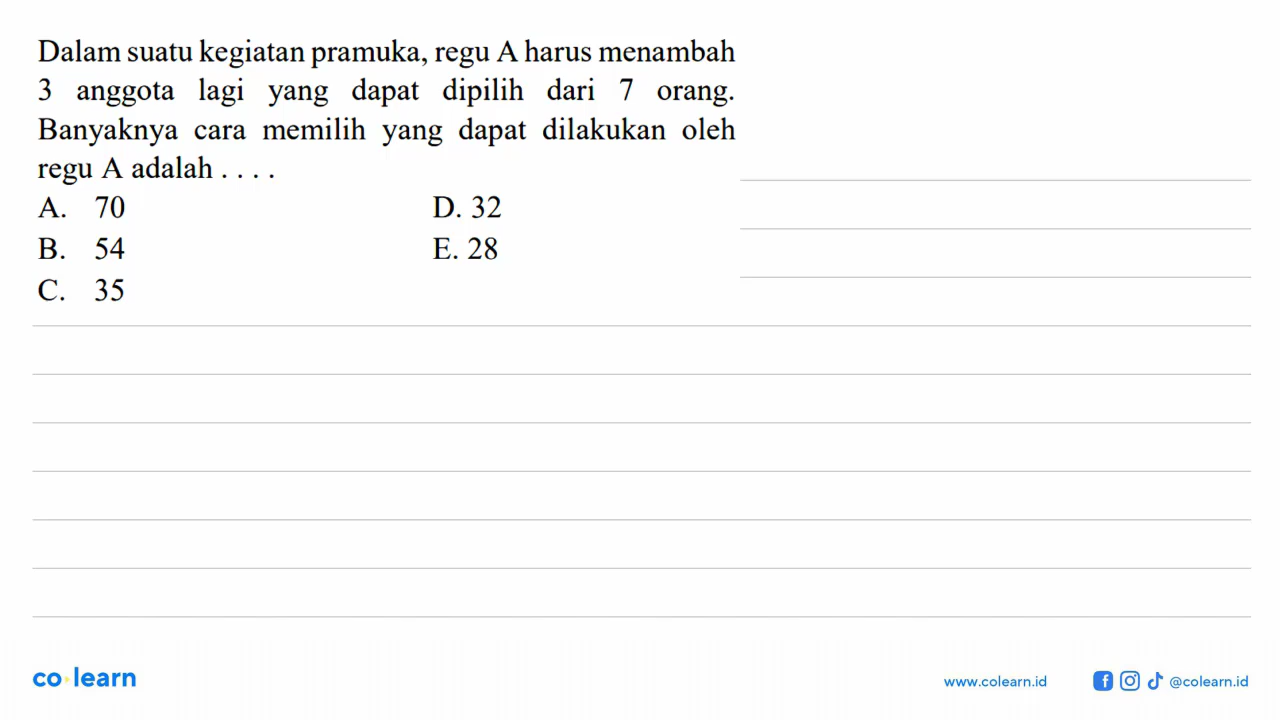 Dalam suatu kegiatan pramuka, regu A harus menambah
3 anggota lagi yang dapat dipilih dari 7 orang.
Banyaknya cara memilih yang dapat dilakukan oleh
regu A adalah . . . .
A. 70 D. 32
B. 54 E. 28
C. 35
co learn www.colearn.id @colearn.id